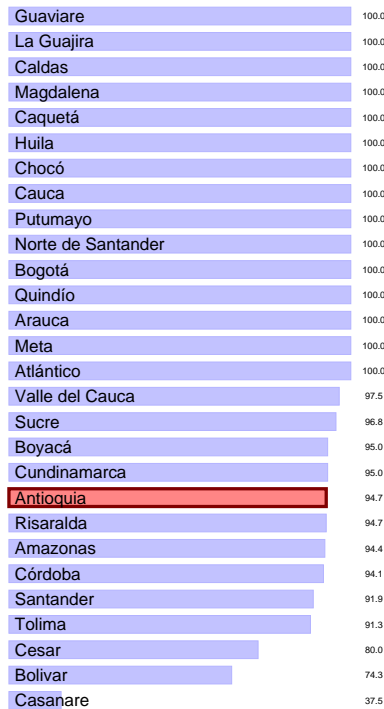 Guaviare 100.0
La Guajira 100.0
Caldas 100.0
Magdalena 100.0
Caquetá 100.0
Huila 100.0
Chocó 100.0
Cauca 100.0
Putumayo 100.0
Norte de Santander 100.0
Bogotá 100.0
Quindío 100.0
Arauca 100.0
Meta 100.0
Atlántico 100.0
Valle del Cauca 97.5
Sucre 96.8
Boyacá 95.0
Cundinamarca 95.0
Antioquia 94.7
Risaralda 94.7
Amazonas 94.4
Córdoba 94.1
Santander 91.9
Tolima 91.3
Cesar 80.0
Bolivar 74.3
Casanare 37.5